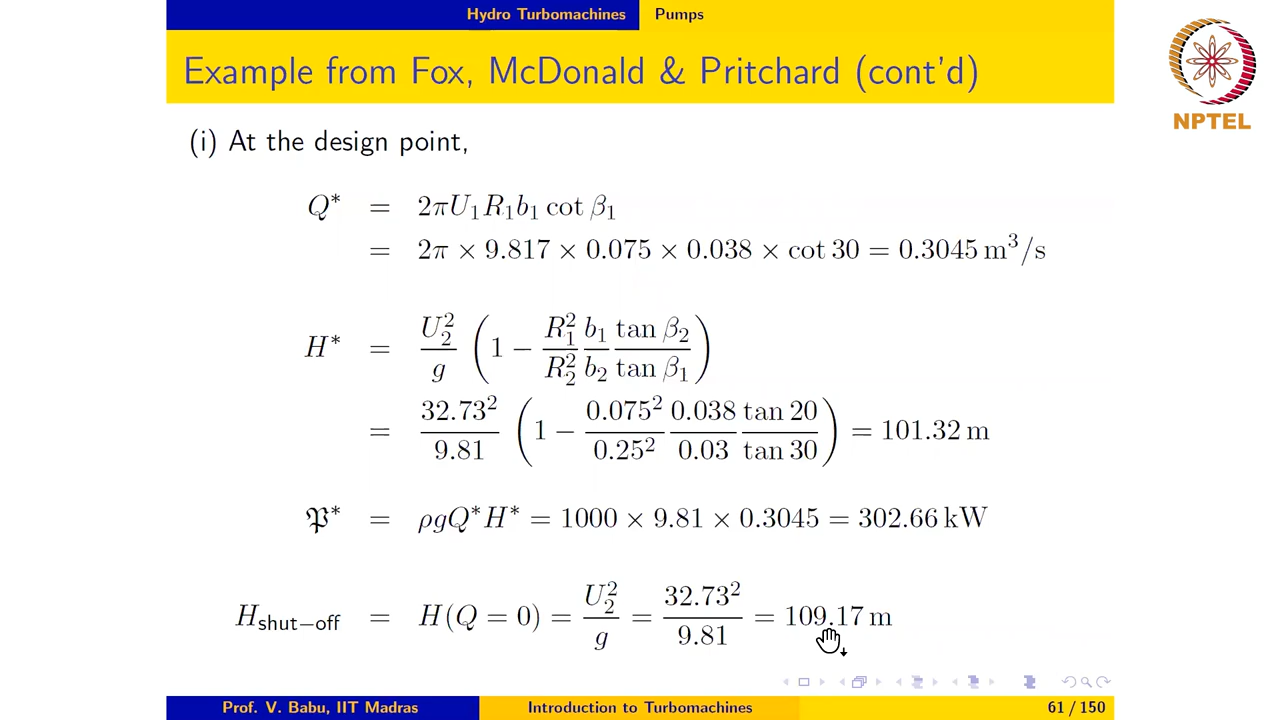 Hydro Turbomachines Pumps
Example from Fox, McDonald & Pritchard (cont'd)
NPTEL
(i) At the design point,
Q* = 2πU₁R₁b₁ cot β₁
= 2π × 9.817 × 0.075 × 0.038 × cot 30 = 0.3045 m³/s
H* = U₂²/g (1 − R₁²/R₂² b₁/b₂ tan β₂/tan β₁)
= 32.73²/9.81 (1 − 0.075²/0.25² 0.038/0.03 tan 20/tan 30) = 101.32 m
𝔓* = ρgQ*H* = 1000 × 9.81 × 0.3045 = 302.66 kW
H_shut−off = H(Q = 0) = U₂²/g = 32.73²/9.81 = 109.17 m
Prof. V. Babu, IIT Madras Introduction to Turbomachines 61 / 150